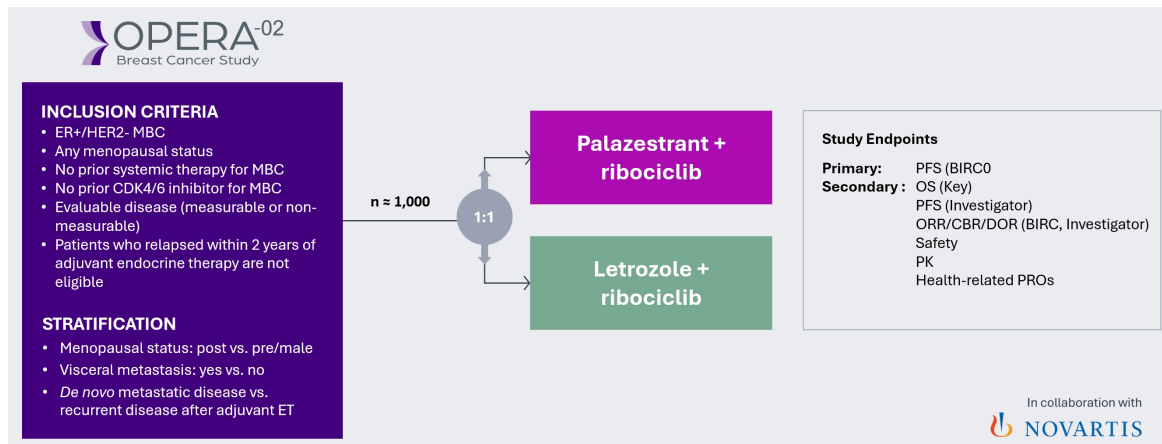 OPERA-02
Breast Cancer Study
INCLUSION CRITERIA
• ER+/HER2- MBC
• Any menopausal status
• No prior systemic therapy for MBC
• No prior CDK4/6 inhibitor for MBC
• Evaluable disease (measurable or non-
measurable)
• Patients who relapsed within 2 years of
adjuvant endocrine therapy are not
eligible
STRATIFICATION
• Menopausal status: post vs. pre/male
• Visceral metastasis: yes vs. no
• De novo metastatic disease vs.
recurrent disease after adjuvant ET
n ≈ 1,000
1:1
Palazestrant +
ribociclib
Letrozole +
ribociclib
Study Endpoints
Primary: PFS (BIRC0
Secondary : OS (Key)
PFS (Investigator)
ORR/CBR/DOR (BIRC, Investigator)
Safety
PK
Health-related PROs
In collaboration with
NOVARTIS